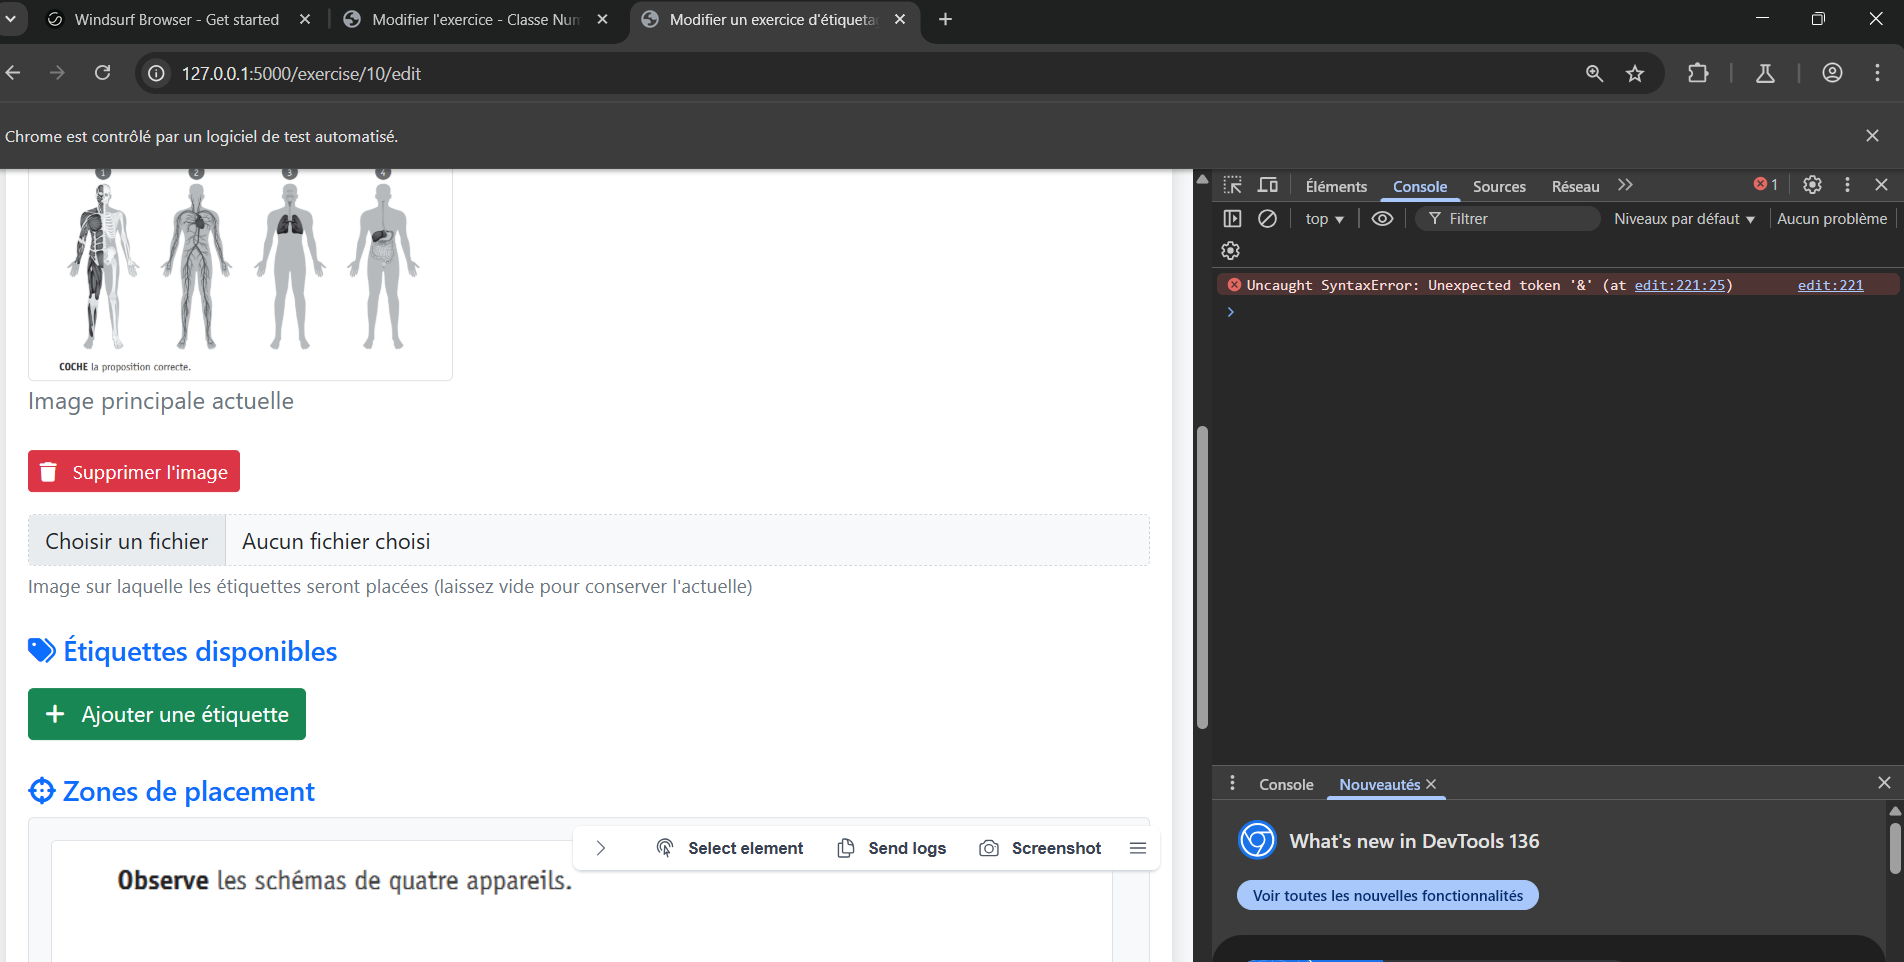 Windsurf Browser - Get started
Modifier l'exercice - Classe Num
Modifier un exercice d'étiqueta
127.0.0.1:5000/exercise/10/edit
Chrome est contrôlé par un logiciel de test automatisé.
1 2 3 4
COCHE la proposition correcte.
Image principale actuelle
Supprimer l'image
Choisir un fichier Aucun fichier choisi
Image sur laquelle les étiquettes seront placées (laissez vide pour conserver l'actuelle)
Étiquettes disponibles
Ajouter une étiquette
Zones de placement
Select element Send logs Screenshot
Observe les schémas de quatre appareils.
Éléments Console Sources Réseau 1
top Filtrer Niveaux par défaut Aucun problème
Uncaught SyntaxError: Unexpected token '&' (at edit:221:25) edit:221
Console Nouveautés
What's new in DevTools 136
Voir toutes les nouvelles fonctionnalités